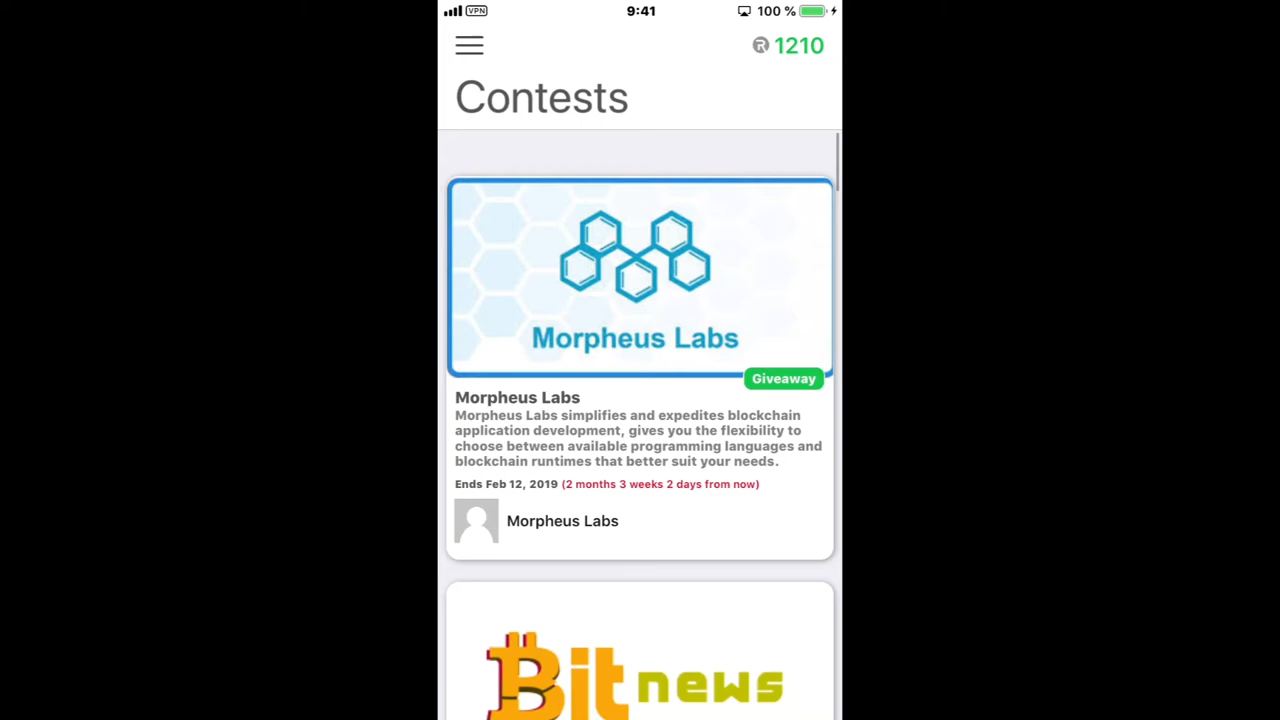 VPN 9:41 100 %
1210
Contests
Morpheus Labs
Giveaway
Morpheus Labs
Morpheus Labs simplifies and expedites blockchain
application development, gives you the flexibility to
choose between available programming languages and
blockchain runtimes that better suit your needs.
Ends Feb 12, 2019 (2 months 3 weeks 2 days from now)
Morpheus Labs
Bit news